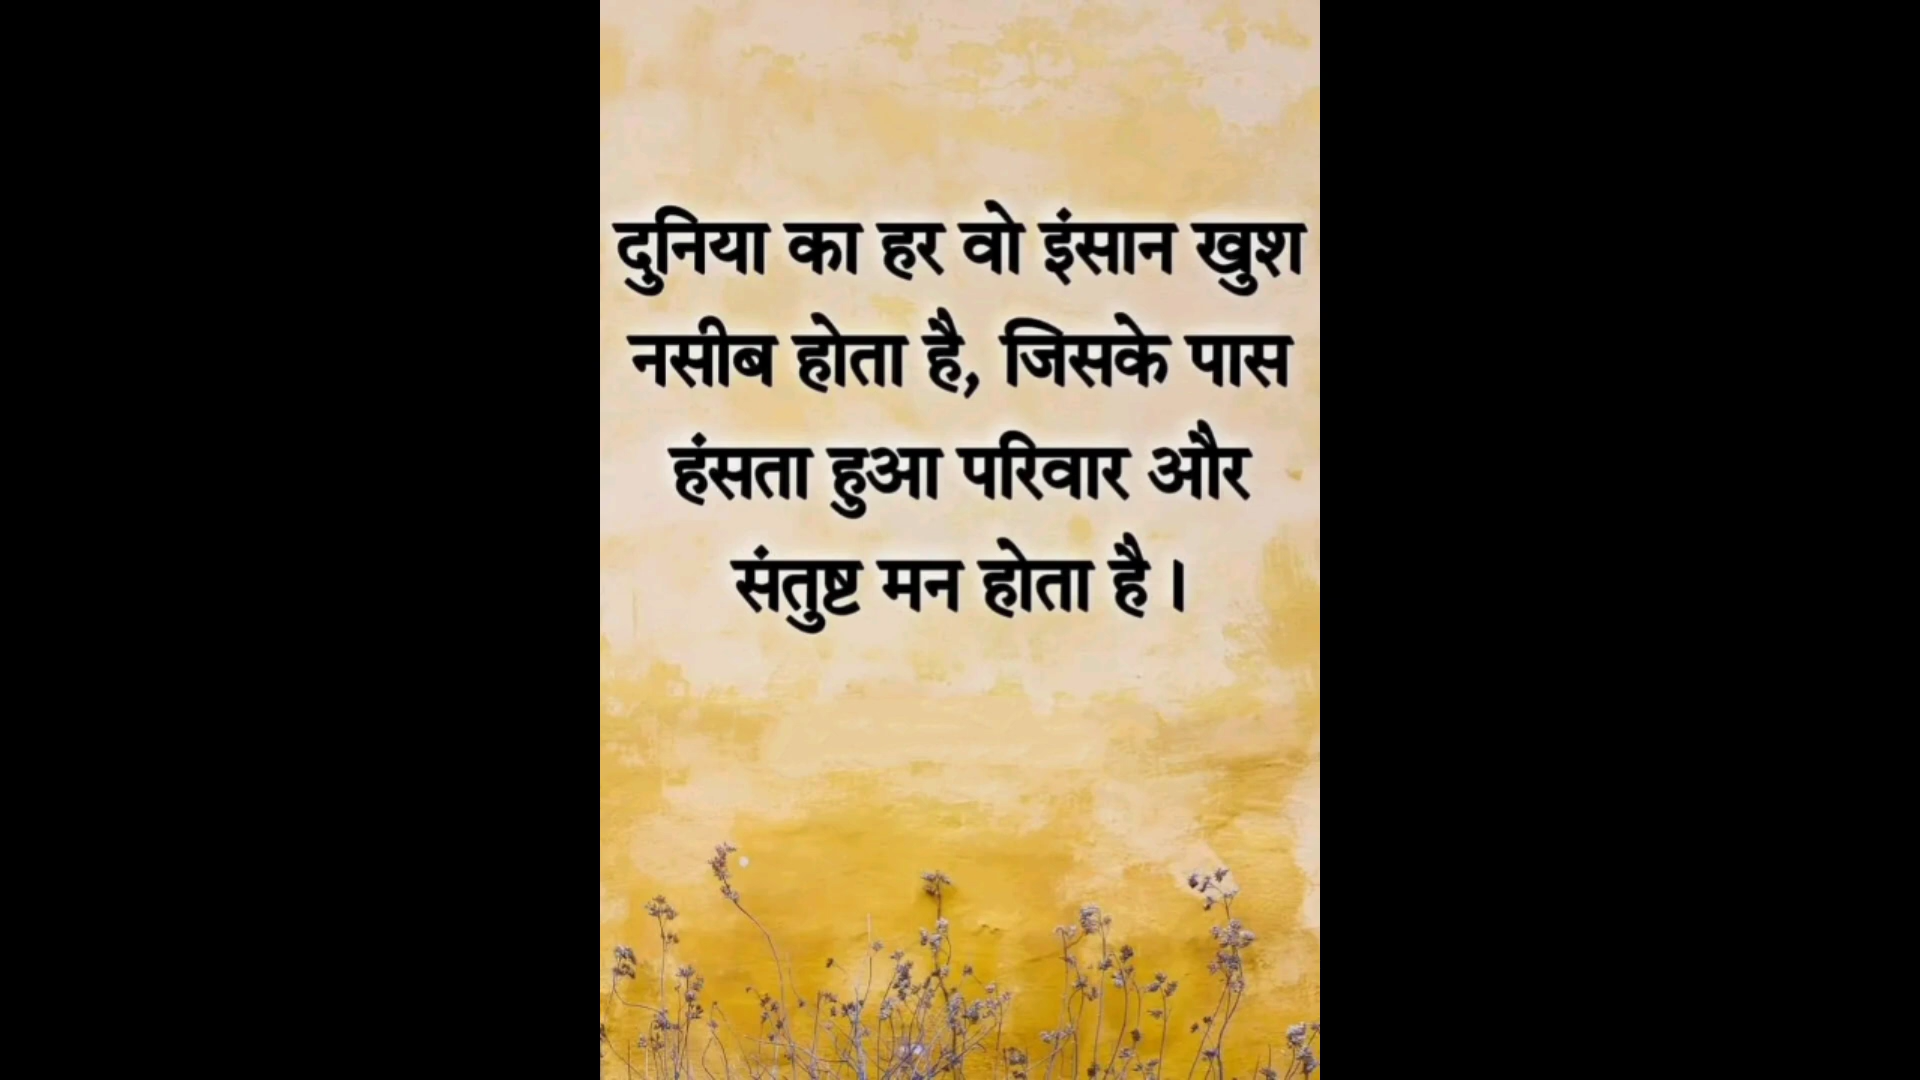 दुनिया का हर वो इंसान खुश
नसीब होता है, जिसके पास
हंसता हुआ परिवार और
संतुष्ट मन होता है।